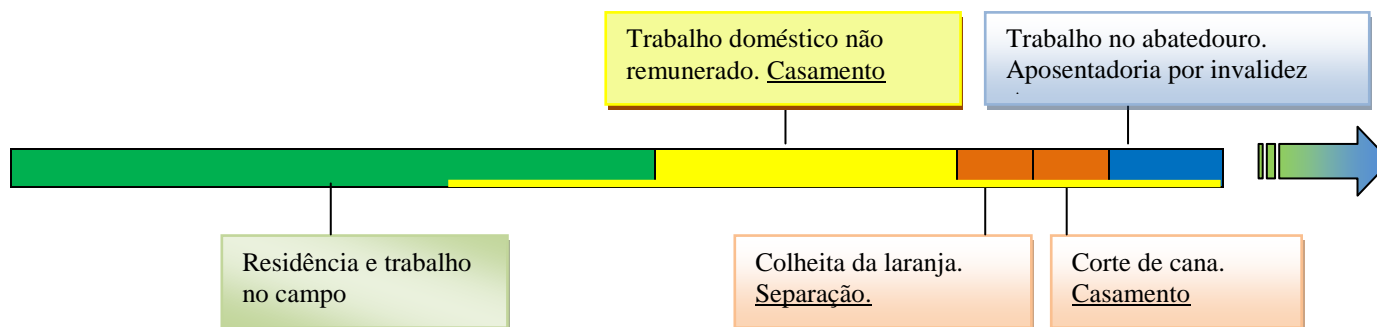 Trabalho doméstico não
remunerado. Casamento
Trabalho no abatedouro.
Aposentadoria por invalidez
Residência e trabalho
no campo
Colheita da laranja.
Separação.
Corte de cana.
Casamento